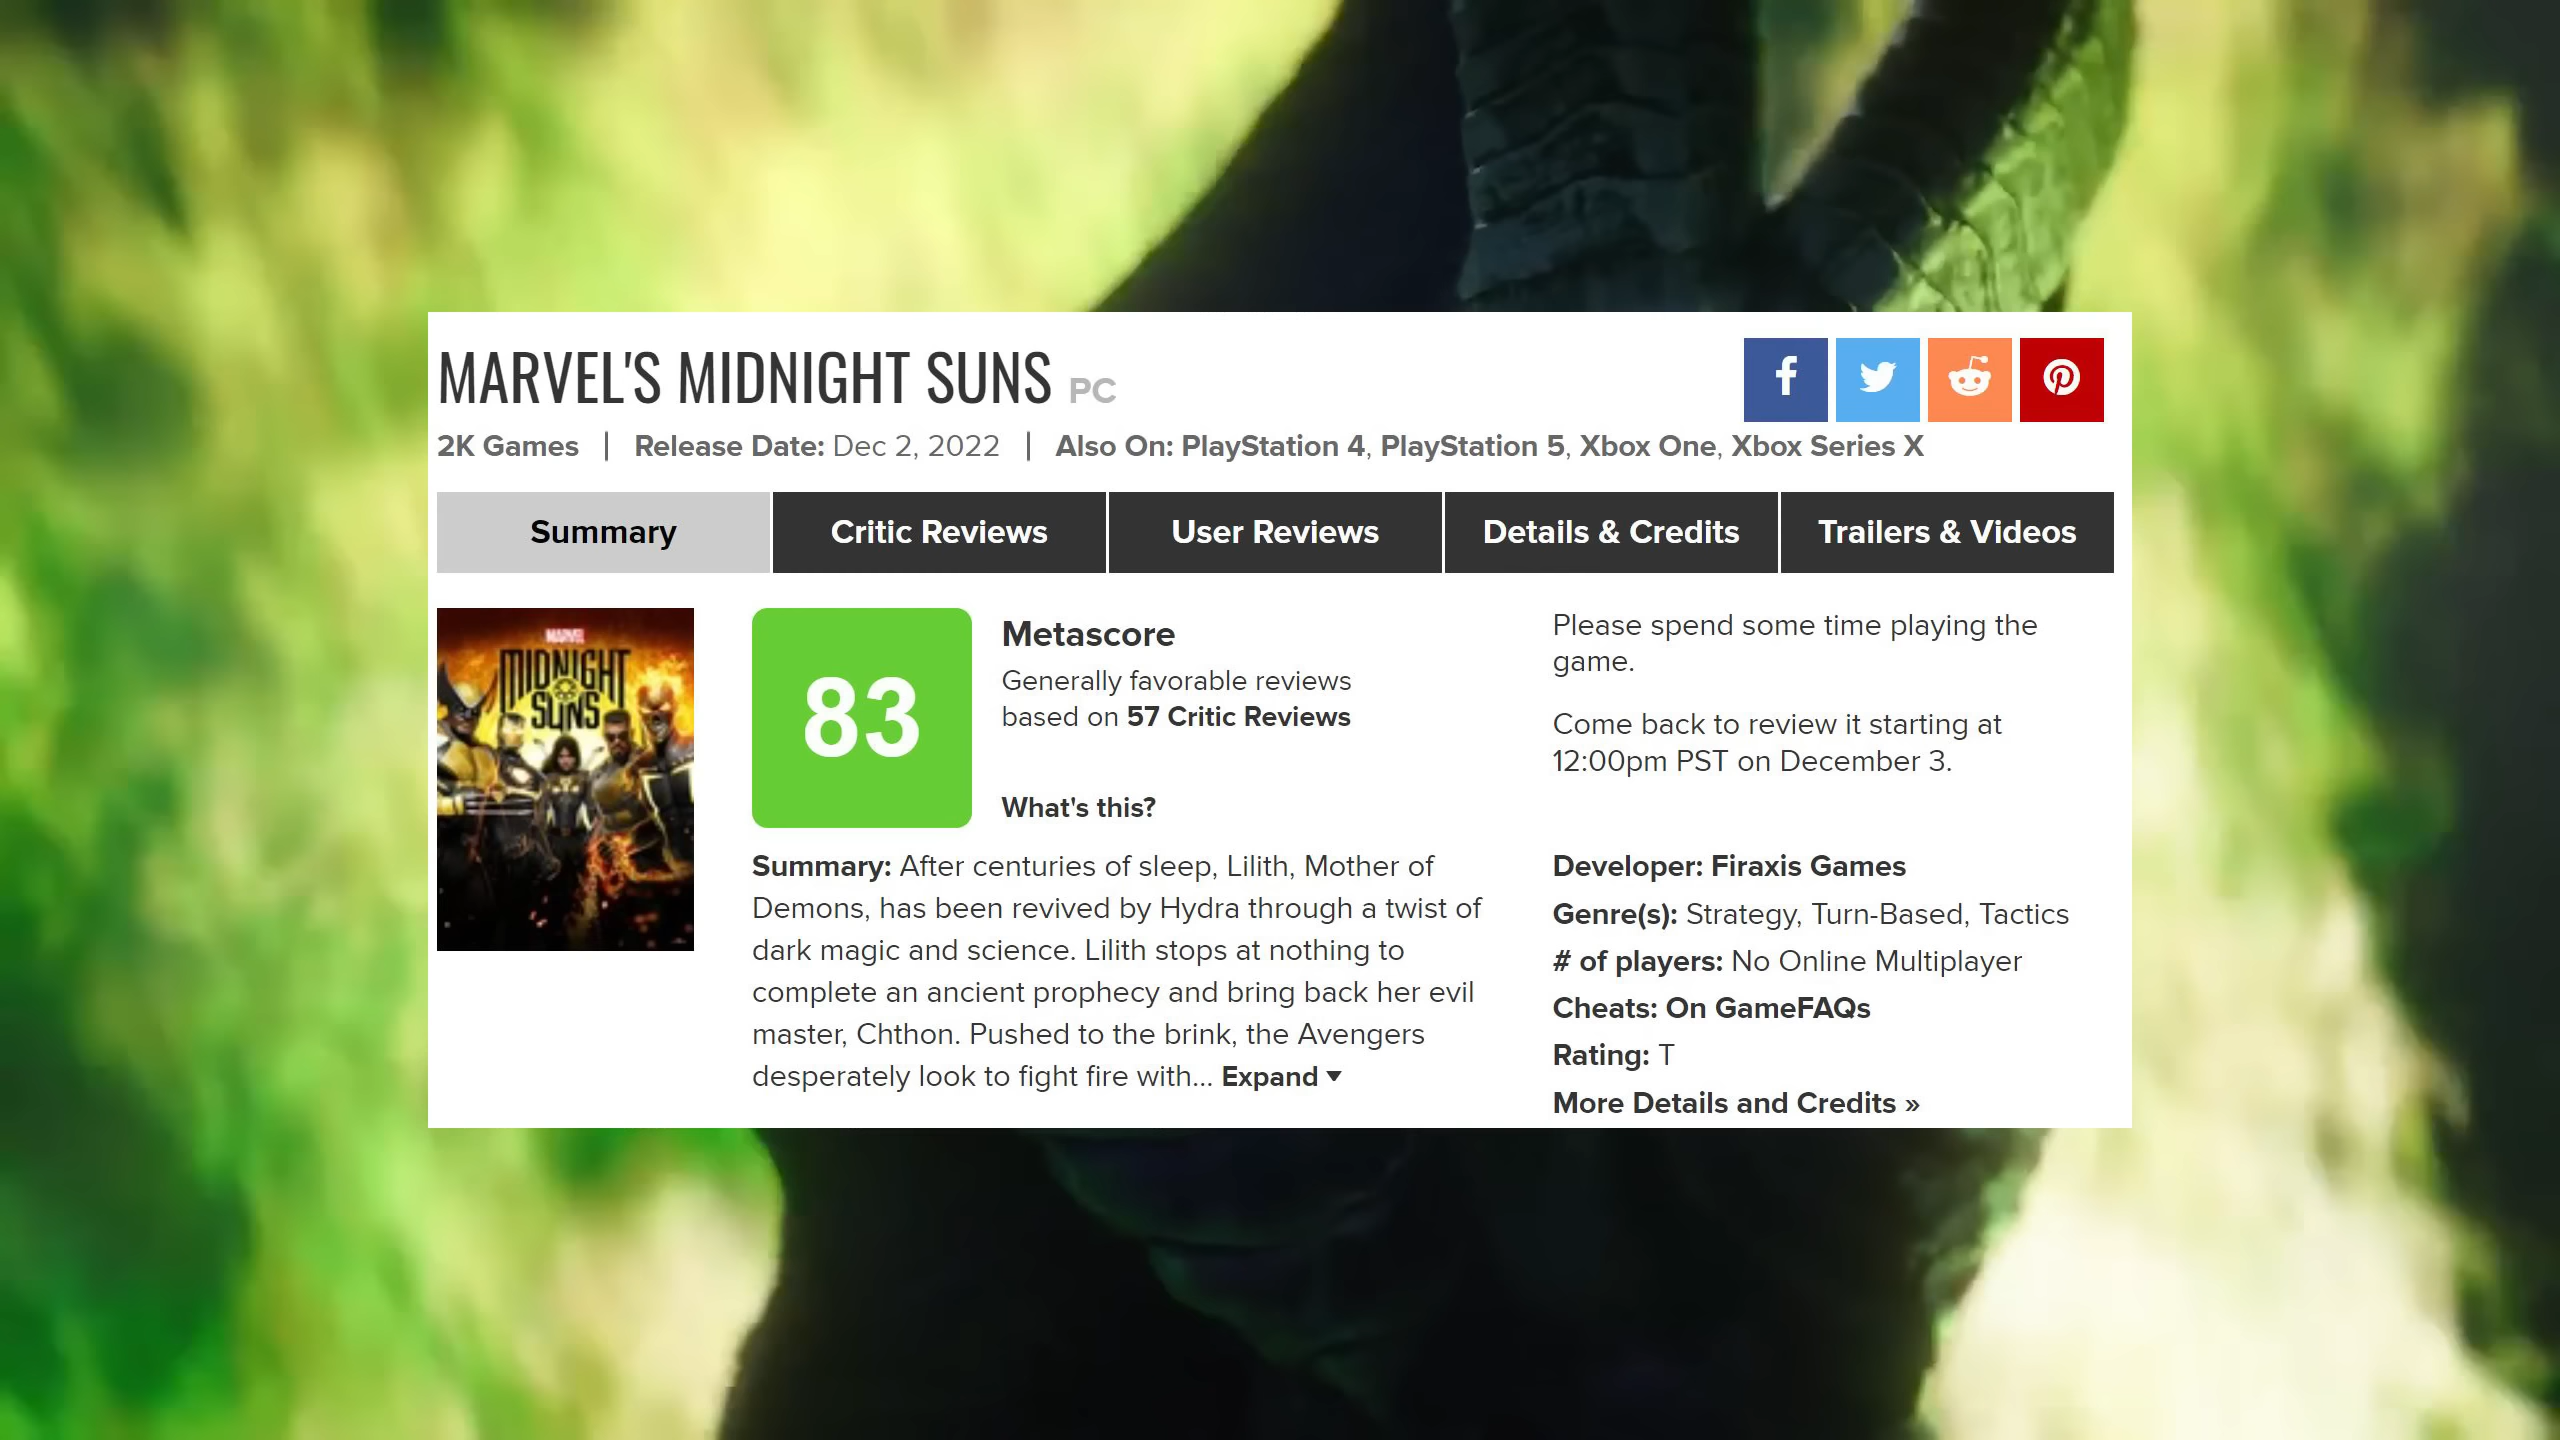 MARVEL'S MIDNIGHT SUNS PC
2K Games | Release Date: Dec 2, 2022 | Also On: PlayStation 4, PlayStation 5, Xbox One, Xbox Series X
Summary
Critic Reviews
User Reviews
Details & Credits
Trailers & Videos
MARVEL
MIDNIGHT
SUNS
83
Metascore
Generally favorable reviews
based on 57 Critic Reviews
What's this?
Summary: After centuries of sleep, Lilith, Mother of
Demons, has been revived by Hydra through a twist of
dark magic and science. Lilith stops at nothing to
complete an ancient prophecy and bring back her evil
master, Chthon. Pushed to the brink, the Avengers
desperately look to fight fire with... Expand
Please spend some time playing the
game.
Come back to review it starting at
12:00pm PST on December 3.
Developer: Firaxis Games
Genre(s): Strategy, Turn-Based, Tactics
# of players: No Online Multiplayer
Cheats: On GameFAQs
Rating: T
More Details and Credits »